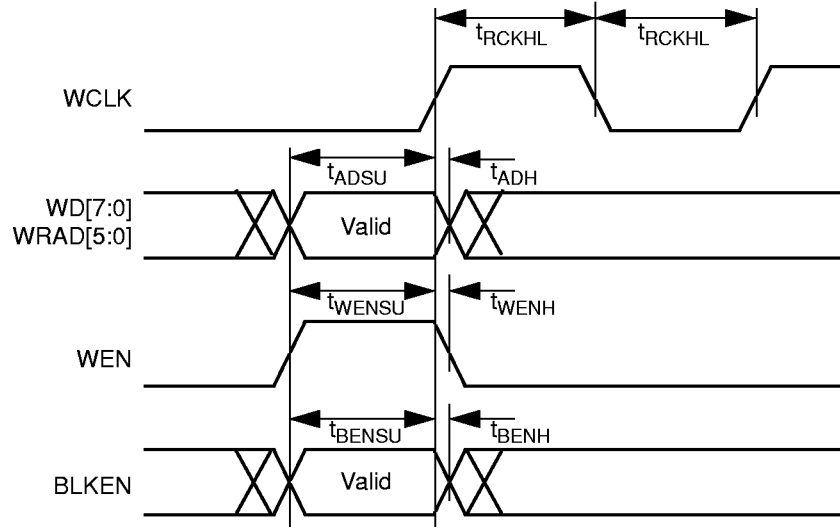 tRCKHL tRCKHL
WCLK
tADSU tADH
WD[7:0]
WRAD[5:0]
Valid
tWENSU tWENH
WEN
tBENSU tBENH
BLKEN
Valid